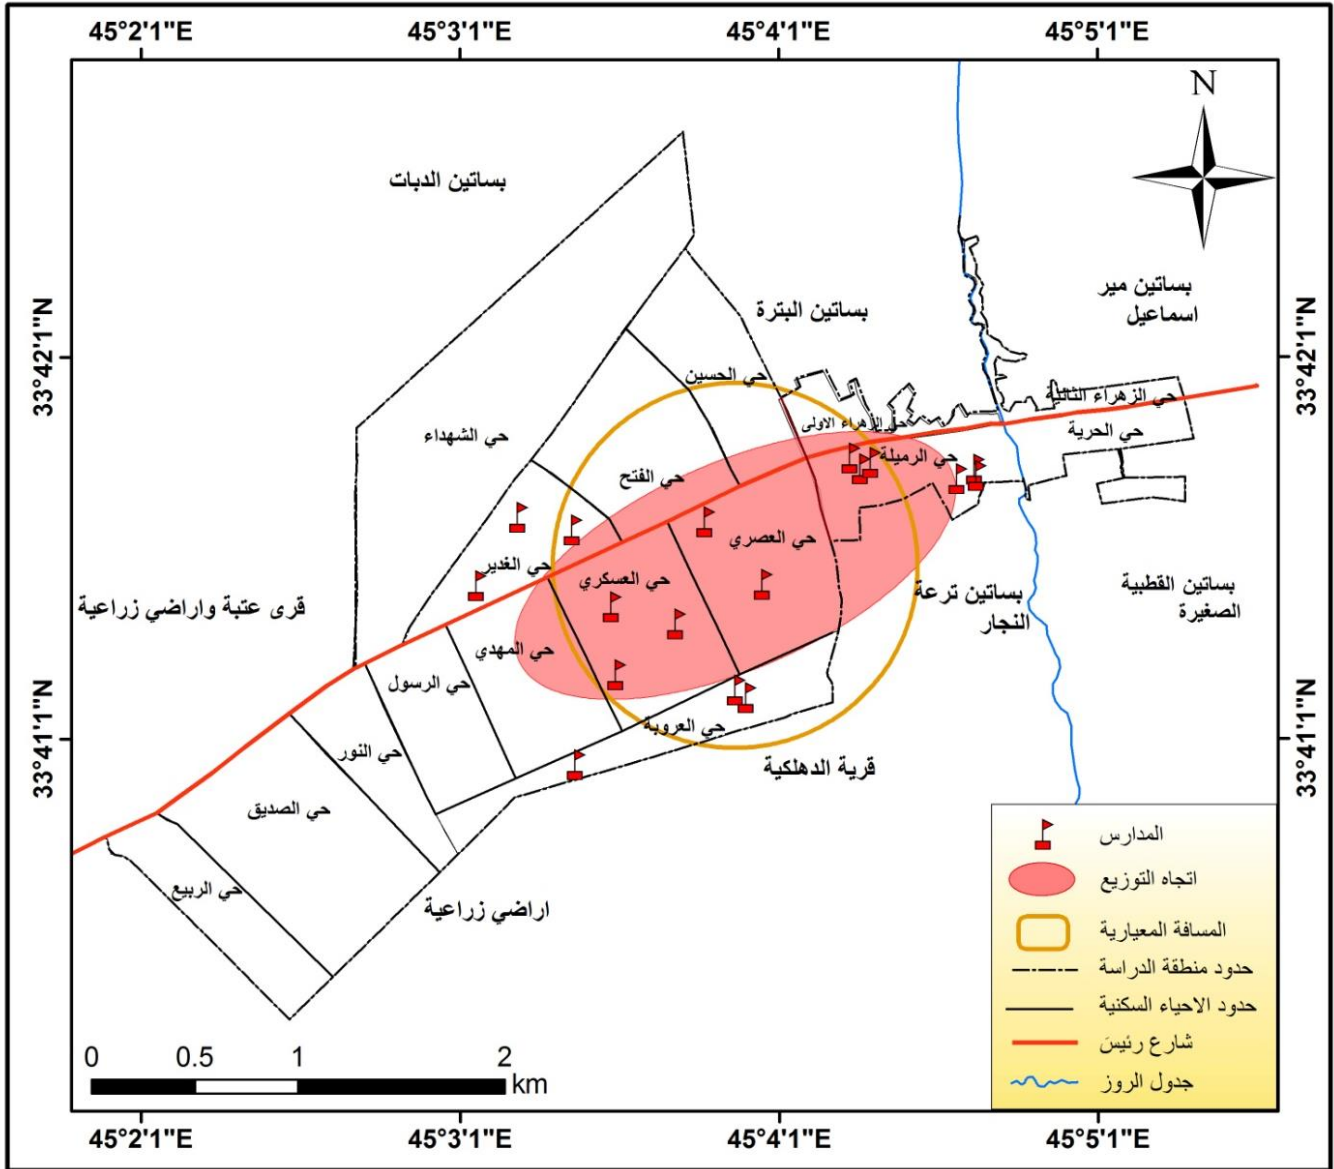 45°2'1"E
45°3'1"E
45°4'1"E
45°5'1"E
N
بساتين الدبات
33°42'1"N
33°42'1"N
بساتين مير
اسماعيل
بساتين البترة
حي الحسين
حي الزهراء الثانية
حي الزهراء الاولى
حي الحرية
حي الشهداء
حي الرميلة
حي الفتح
حي العصري
حي الغدير
حي العسكري
بساتين القطبية
الصغيرة
بساتين ترعة
النجار
قرى عتبة واراضي زراعية
حي المهدي
حي الرسول
حي العروبة
33°41'1"N
33°41'1"N
حي النور
قرية الدهلكية
حي الصديق
حي الربيع
اراضي زراعية
المدارس
اتجاه التوزيع
المسافة المعيارية
حدود منطقة الدراسة
حدود الاحياء السكنية
شارع رئيس
جدول الروز
0
0.5
1
2
km
45°2'1"E
45°3'1"E
45°4'1"E
45°5'1"E